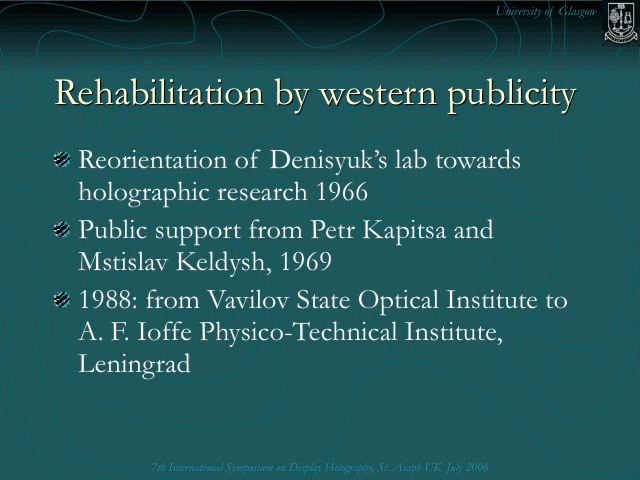 University of Glasgow
Rehabilitation by western publicity
Reorientation of Denisyuk's lab towards
holographic research 1966
Public support from Petr Kapitsa and
Mstislav Keldysh, 1969
1988: from Vavilov State Optical Institute to
A. F. Ioffe Physico-Technical Institute,
Leningrad
7th International Symposium on Display Holography, St. Asaph UK, July 2006